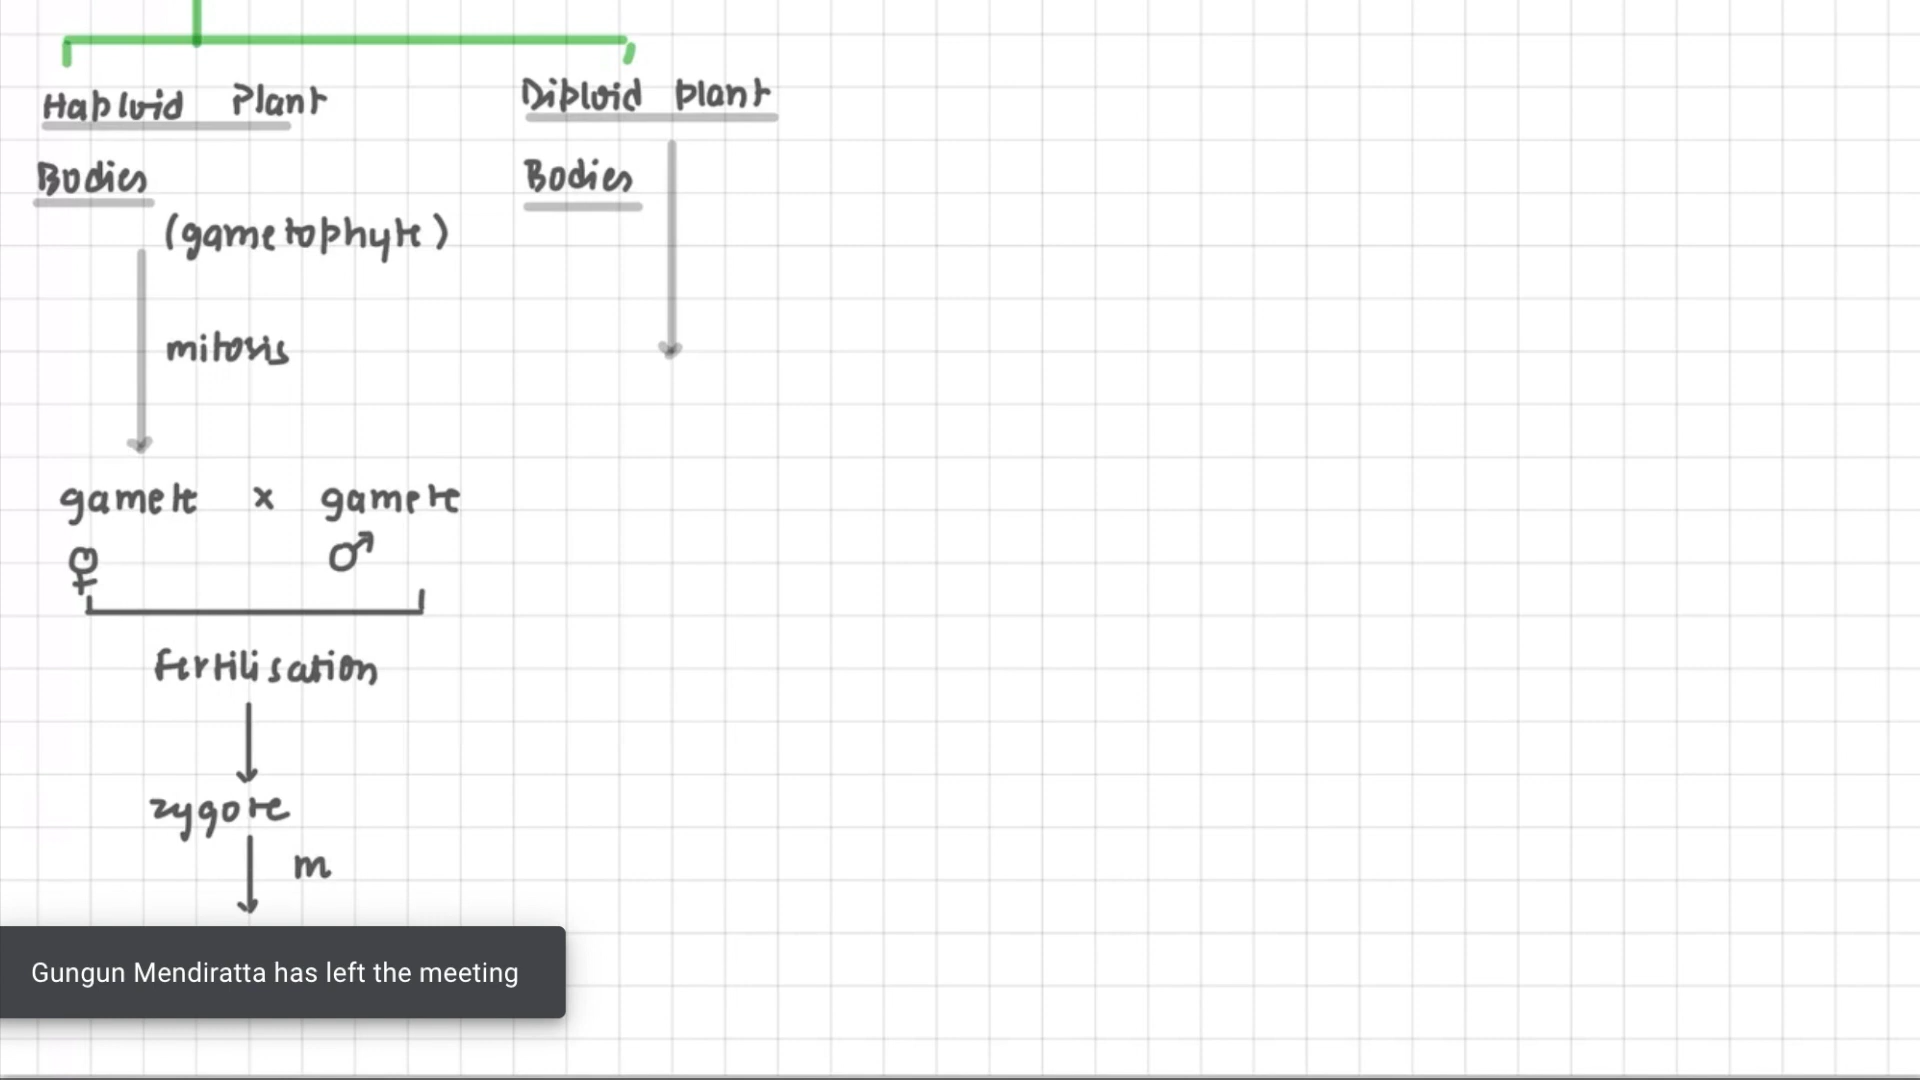 Haploid Plant
Bodies
(gametophyte)
mitosis
gamete x gamete
♀ ♂
fertilisation
zygote
m
Diploid plant
Bodies
Gungun Mendiratta has left the meeting